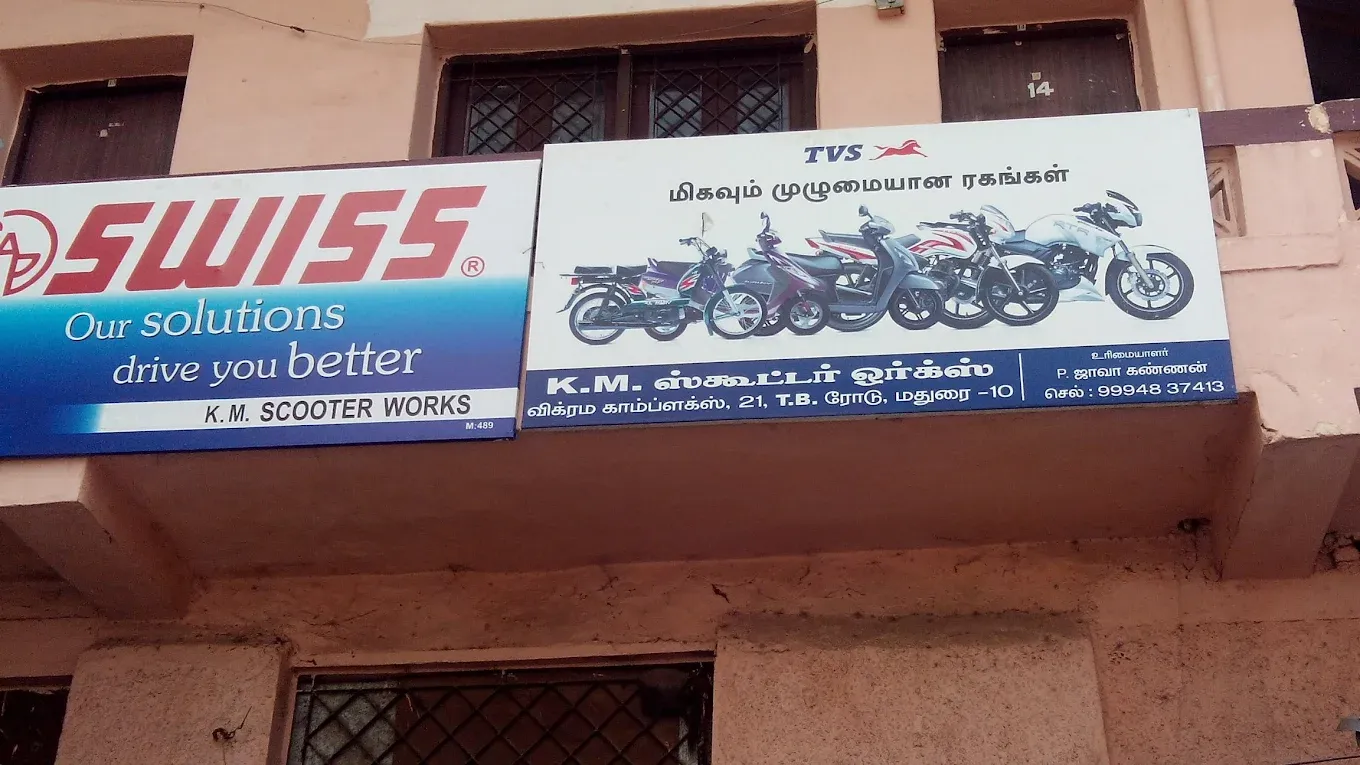 SWISS®
Our solutions
drive you better
K.M. SCOOTER WORKS
M:489
14
TVS
மிகவும் முழுமையான ரகங்கள்
K.M. ஸ்கூட்டர் ஒர்க்ஸ்
விக்ரம காம்ப்ளக்ஸ், 21, T.B. ரோடு, மதுரை -10
உரிமையாளர்
P. ஜாவா கண்ணன்
செல் : 99948 37413